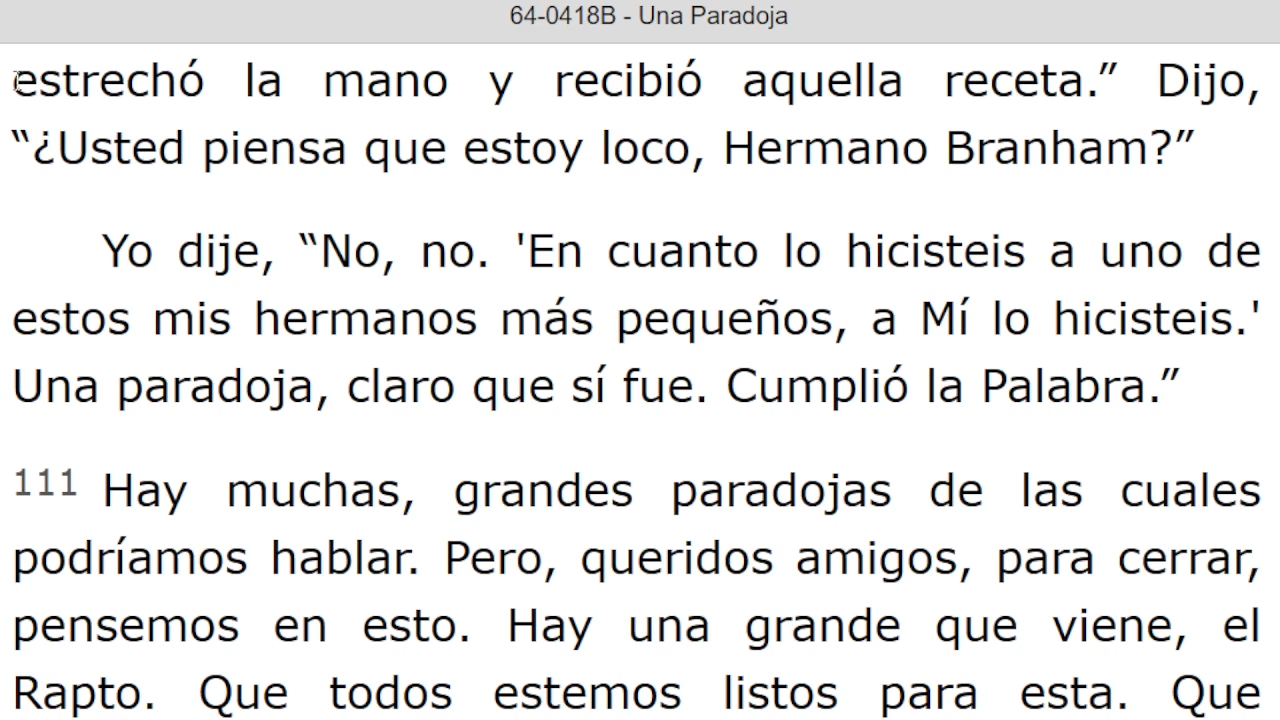 64-0418B - Una Paradoja
estrechó la mano y recibió aquella receta.” Dijo,
“¿Usted piensa que estoy loco, Hermano Branham?”
Yo dije, “No, no. 'En cuanto lo hicisteis a uno de
estos mis hermanos más pequeños, a Mí lo hicisteis.'
Una paradoja, claro que sí fue. Cumplió la Palabra.”
111 Hay muchas, grandes paradojas de las cuales
podríamos hablar. Pero, queridos amigos, para cerrar,
pensemos en esto. Hay una grande que viene, el
Rapto. Que todos estemos listos para esta. Que